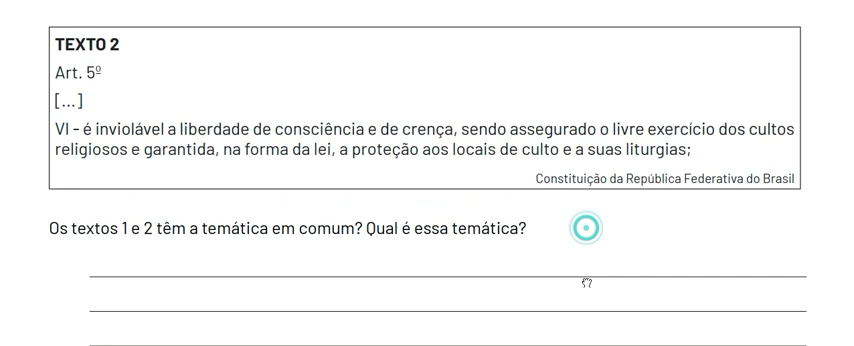 TEXTO 2
Art. 5º
[...]
VI - é inviolável a liberdade de consciência e de crença, sendo assegurado o livre exercício dos cultos
religiosos e garantida, na forma da lei, a proteção aos locais de culto e a suas liturgias;
Constituição da República Federativa do Brasil
Os textos 1 e 2 têm a temática em comum? Qual é essa temática?